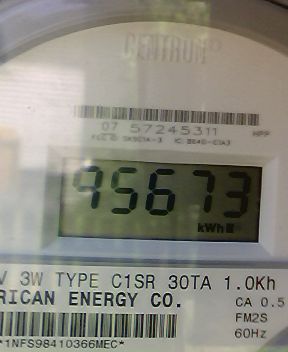 CENTRON
07 57245311 HPP
95673
kWh
V 3W TYPE C1SR 30TA 1.0Kh
RICAN ENERGY CO.
CA 0.5
FM2S
60Hz
*1NFS98410366MEC*